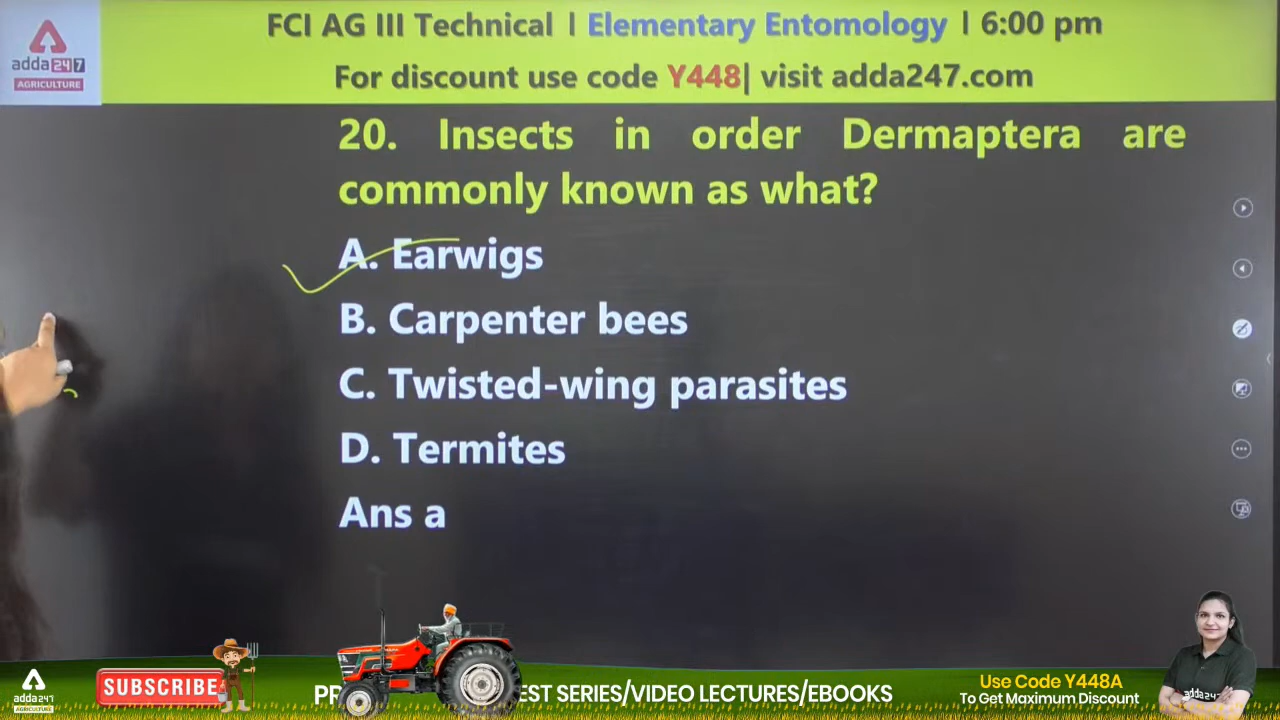 FCI AG III Technical l Elementary Entomology l 6:00 pm
For discount use code Y448| visit adda247.com
adda247
AGRICULTURE
20. Insects in order Dermaptera are
commonly known as what?
A. Earwigs
B. Carpenter bees
C. Twisted-wing parasites
D. Termites
Ans a
adda247
AGRICULTURE
SUBSCRIBE
EST SERIES/VIDEO LECTURES/EBOOKS
Use Code Y448A
To Get Maximum Discount
adda247